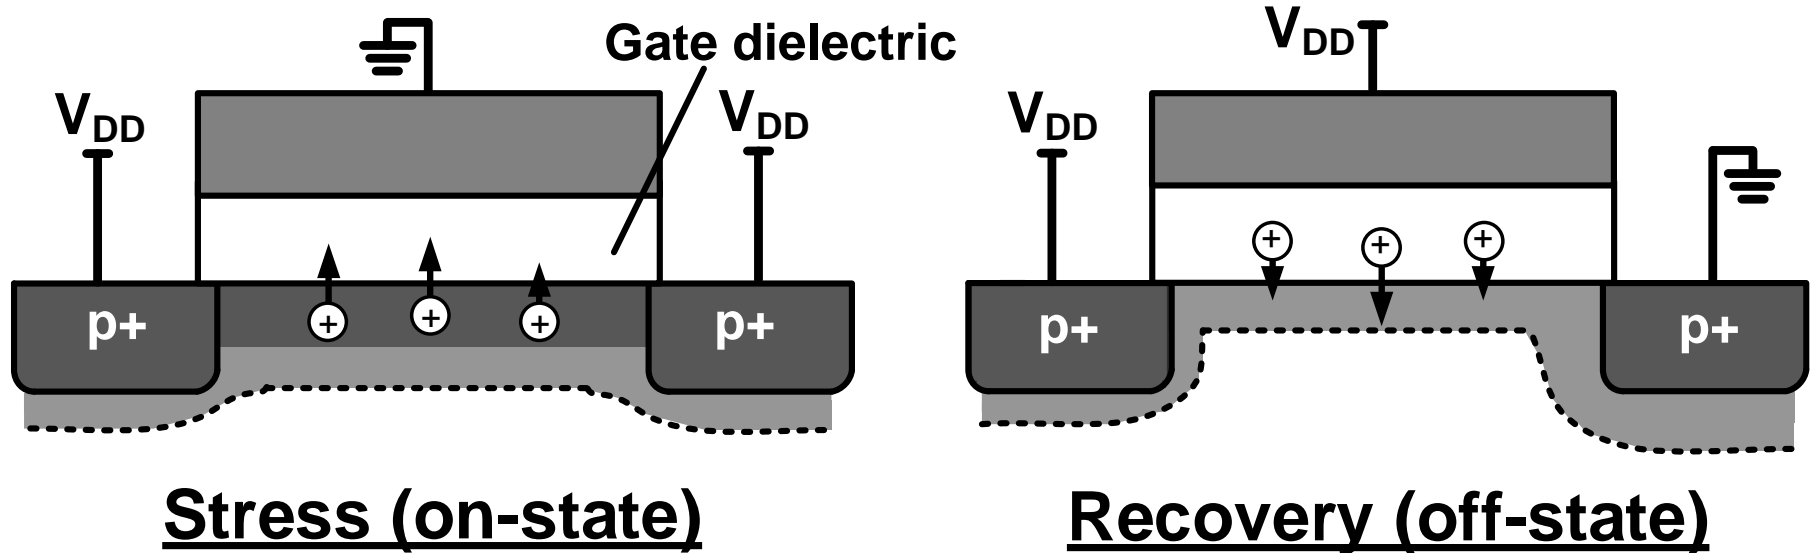 Gate dielectric
V_DD
V_DD
p+
+
+
+
p+
Stress (on-state)
V_DD
V_DD
+
+
+
p+
p+
Recovery (off-state)